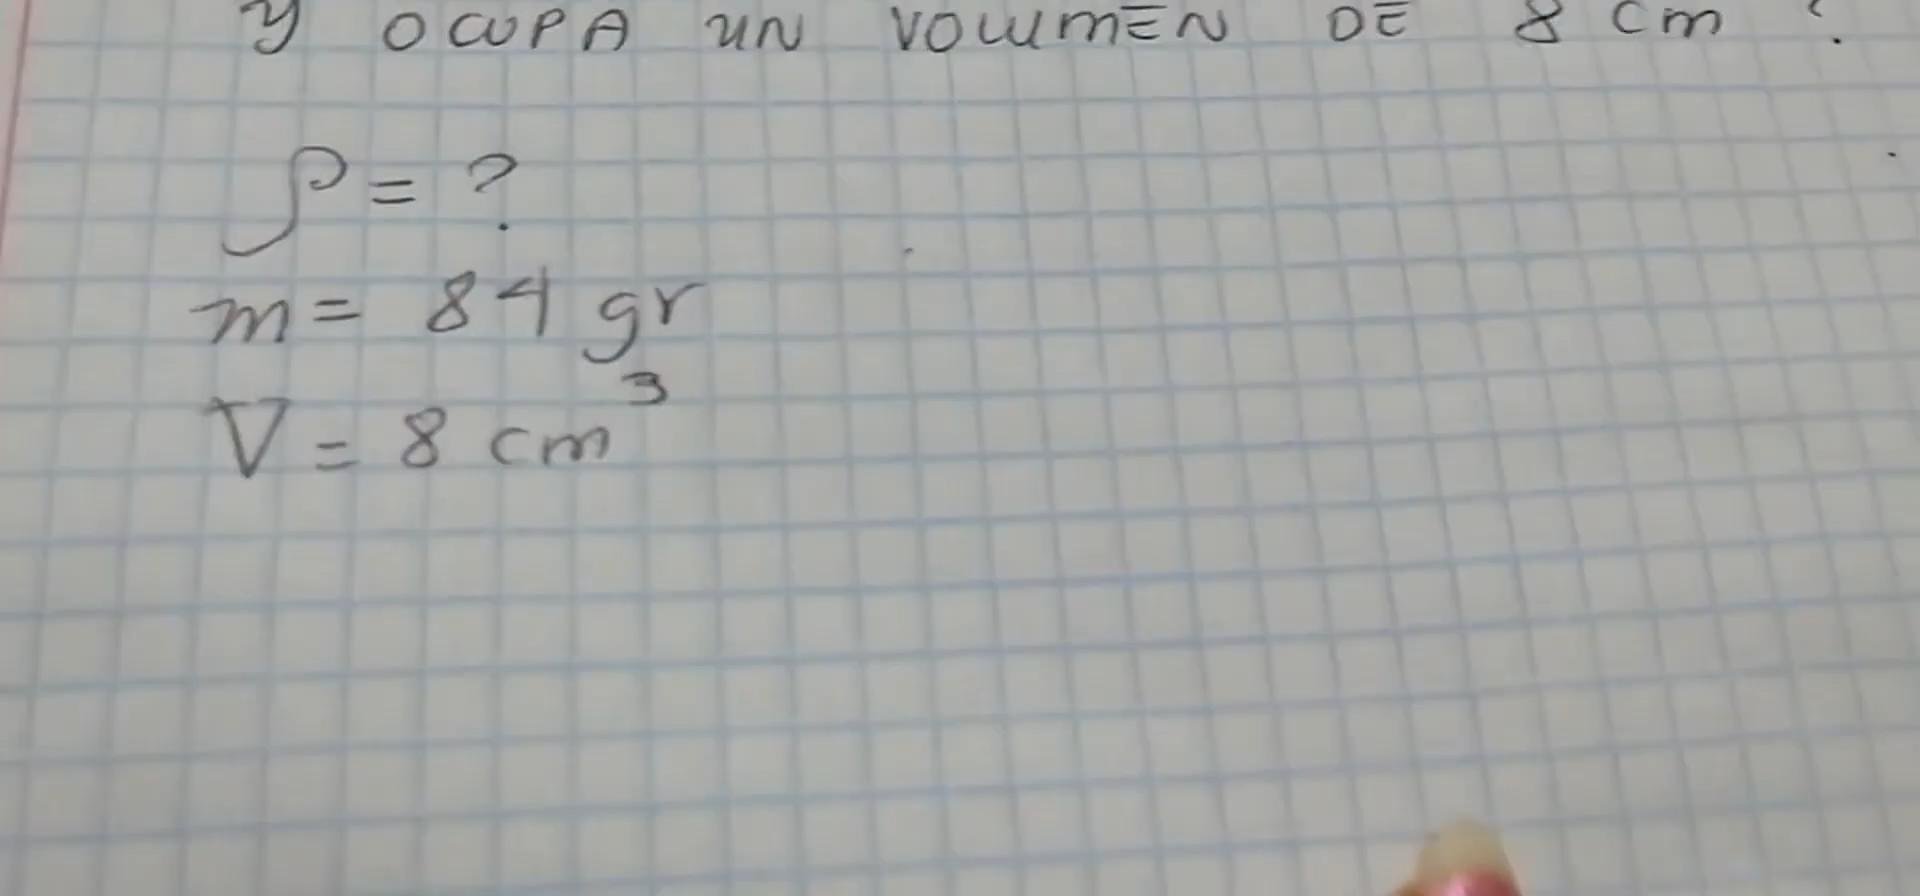 y OCUPA UN VOLUMEN DE 8 cm ?
ρ = ?
m = 84 gr
V = 8 cm³